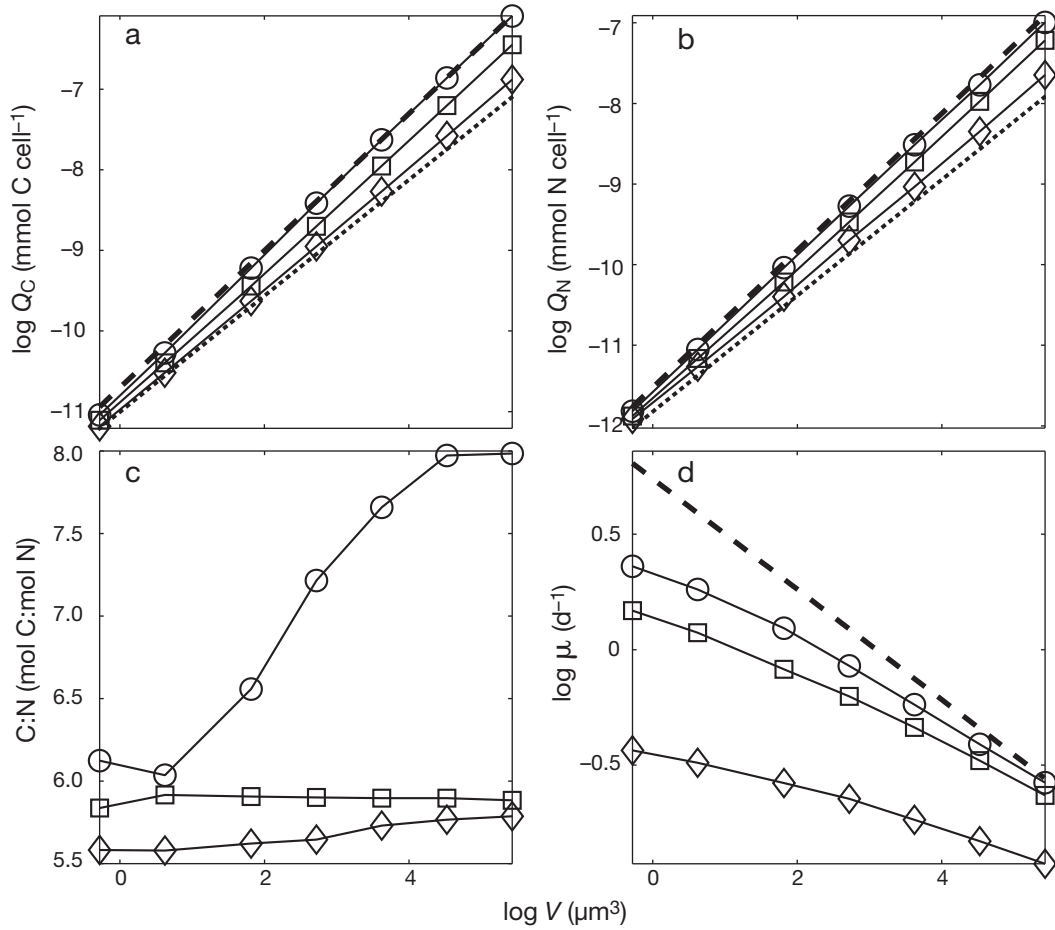 a
log Q_C (mmol C cell⁻¹)
−7
−8
−9
−10
−11
b
log Q_N (mmol N cell⁻¹)
−7
−8
−9
−10
−11
−12
c
C:N (mol C:mol N)
8.0
7.5
7.0
6.5
6.0
5.5
0 2 4
d
log μ (d⁻¹)
0.5
0
−0.5
0 2 4
log V (μm³)